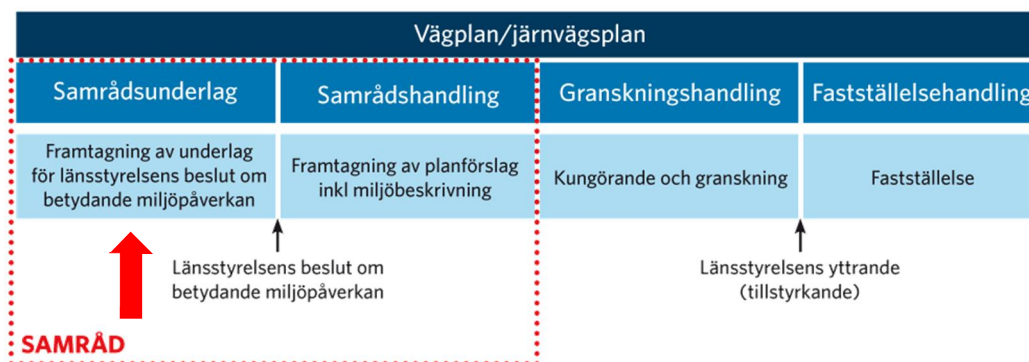 Vägplan/järnvägsplan
Samrådsunderlag
Samrådshandling
Granskningshandling
Fastställelsehandling
Framtagning av underlag
för länsstyrelsens beslut om
betydande miljöpåverkan
Framtagning av planförslag
inkl miljöbeskrivning
Kungörande och granskning
Fastställelse
Länsstyrelsens beslut om
betydande miljöpåverkan
Länsstyrelsens yttrande
(tillstyrkande)
SAMRÅD